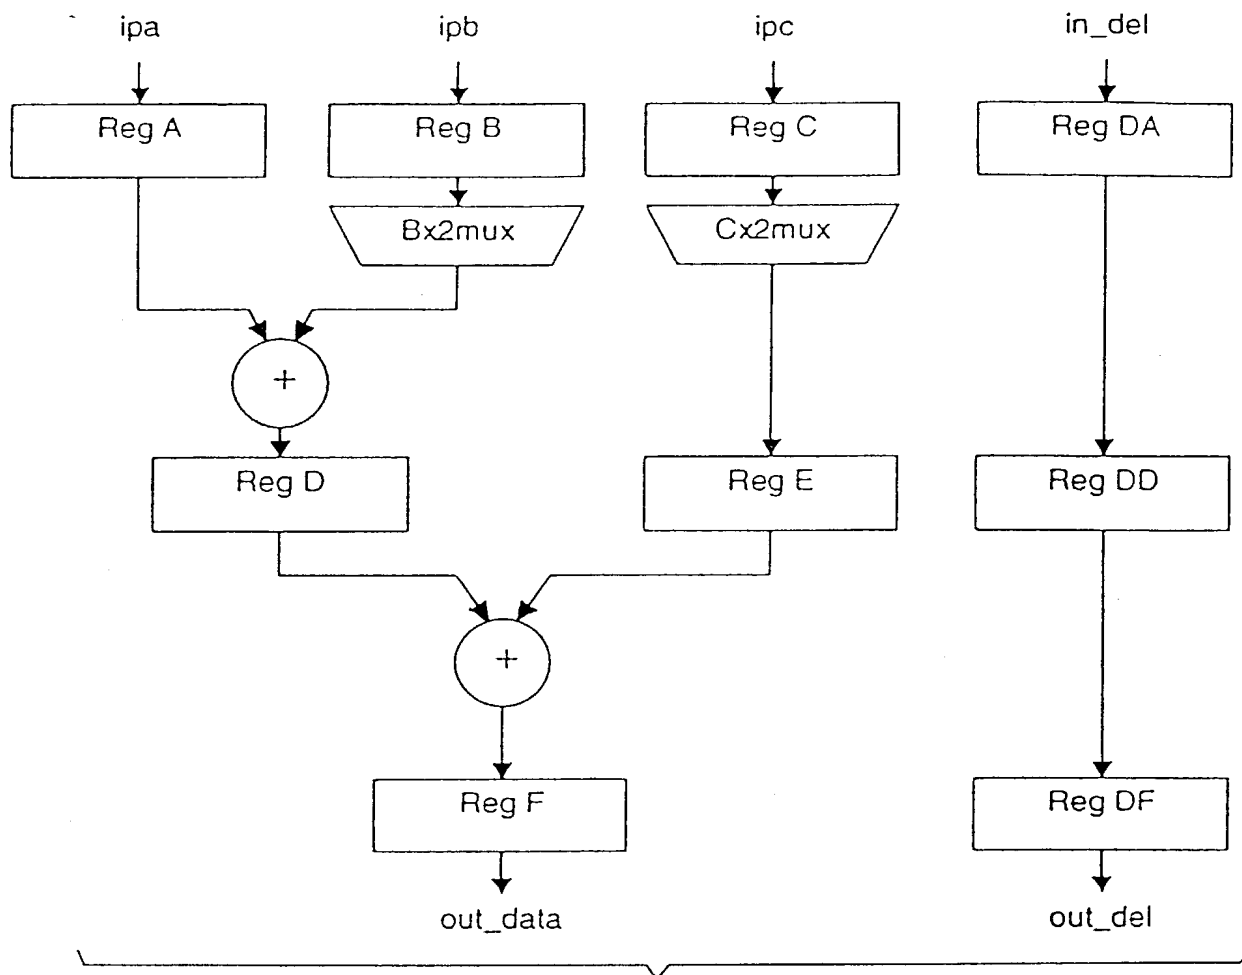 ipa ipb ipc in_del
Reg A Reg B Reg C Reg DA
Bx2mux Cx2mux
+
Reg D Reg E Reg DD
+
Reg F Reg DF
out_data out_del